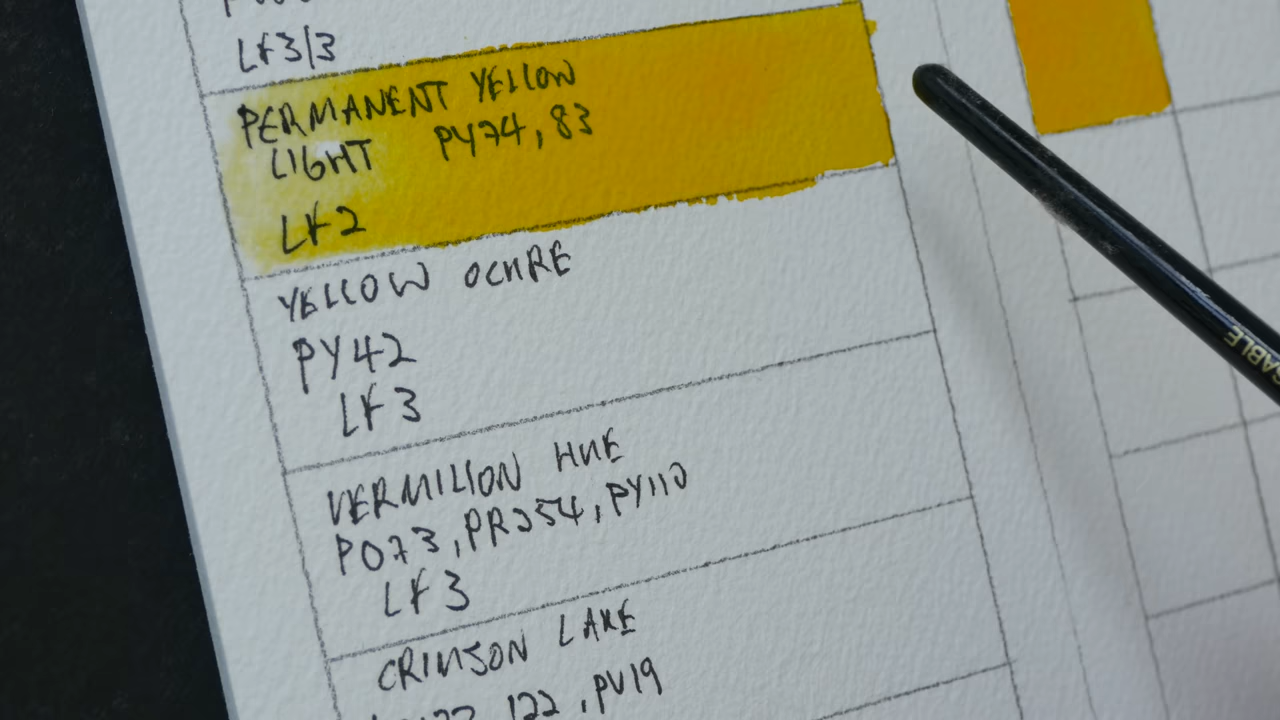 LF3/3
PERMANENT YELLOW
LIGHT PY74, 83
LF2
YELLOW OCHRE
PY42
LF3
VERMILION HUE
PO73, PR254, PY110
LF3
CRIMSON LAKE
122, PV19
SABLE